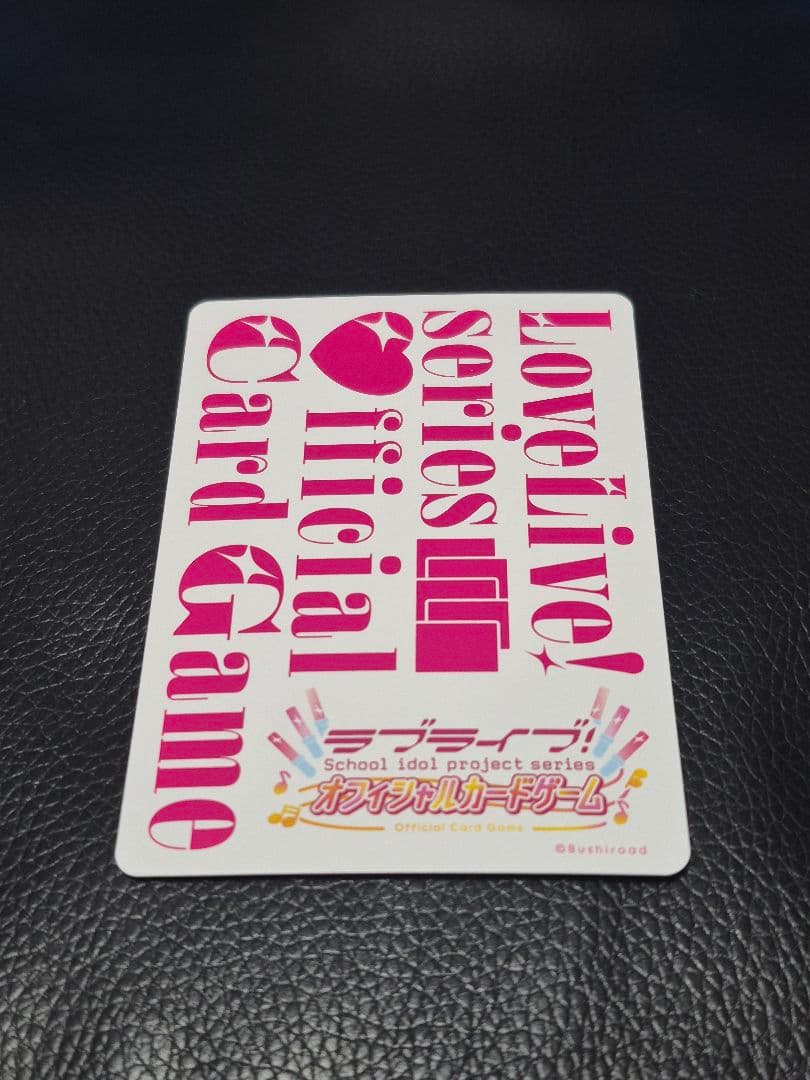 LoveLive!
series
♥fficial
Card Game
ラブライブ!
School idol project series
オフィシャルカードゲーム
Official Card Game
©Bushiroad